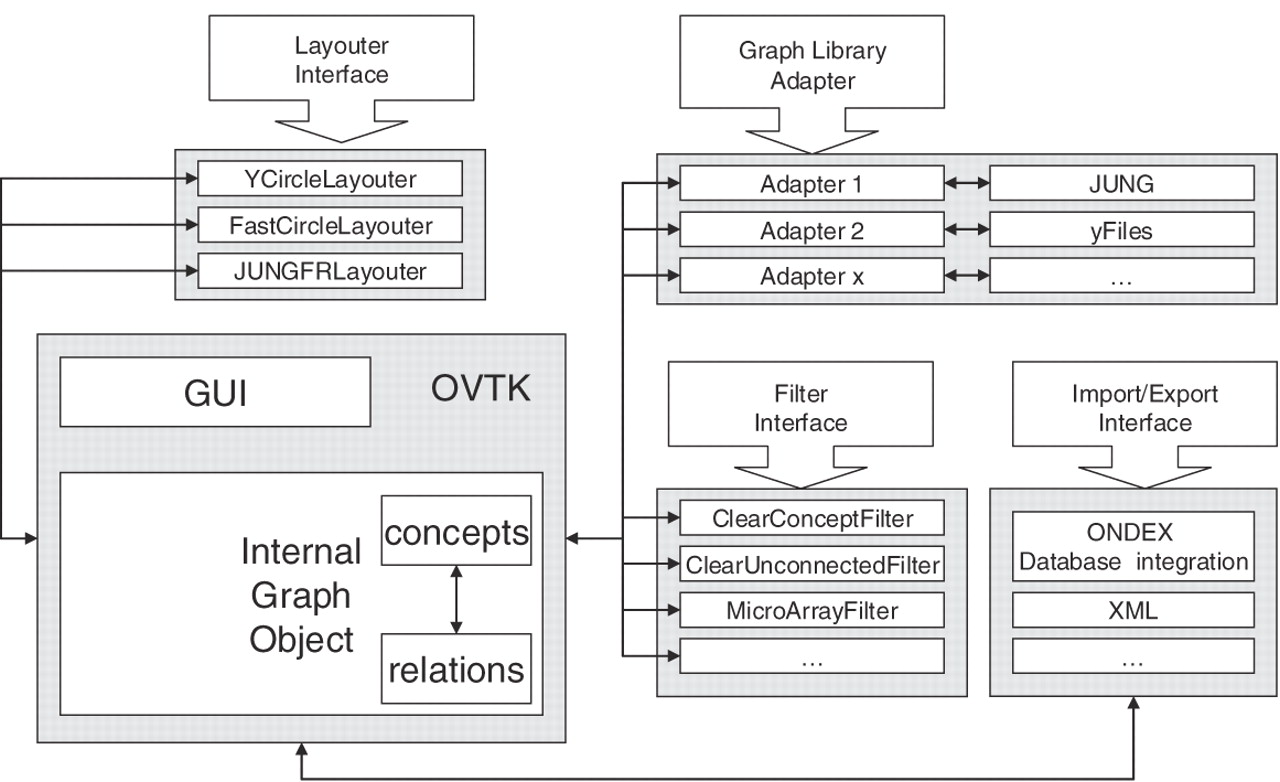 Layouter
Interface
YCircleLayouter
FastCircleLayouter
JUNGFRLayouter
Graph Library
Adapter
Adapter 1
JUNG
Adapter 2
yFiles
Adapter x
...
GUI
OVTK
Internal
Graph
Object
concepts
relations
Filter
Interface
ClearConceptFilter
ClearUnconnectedFilter
MicroArrayFilter
...
Import/Export
Interface
ONDEX
Database integration
XML
...